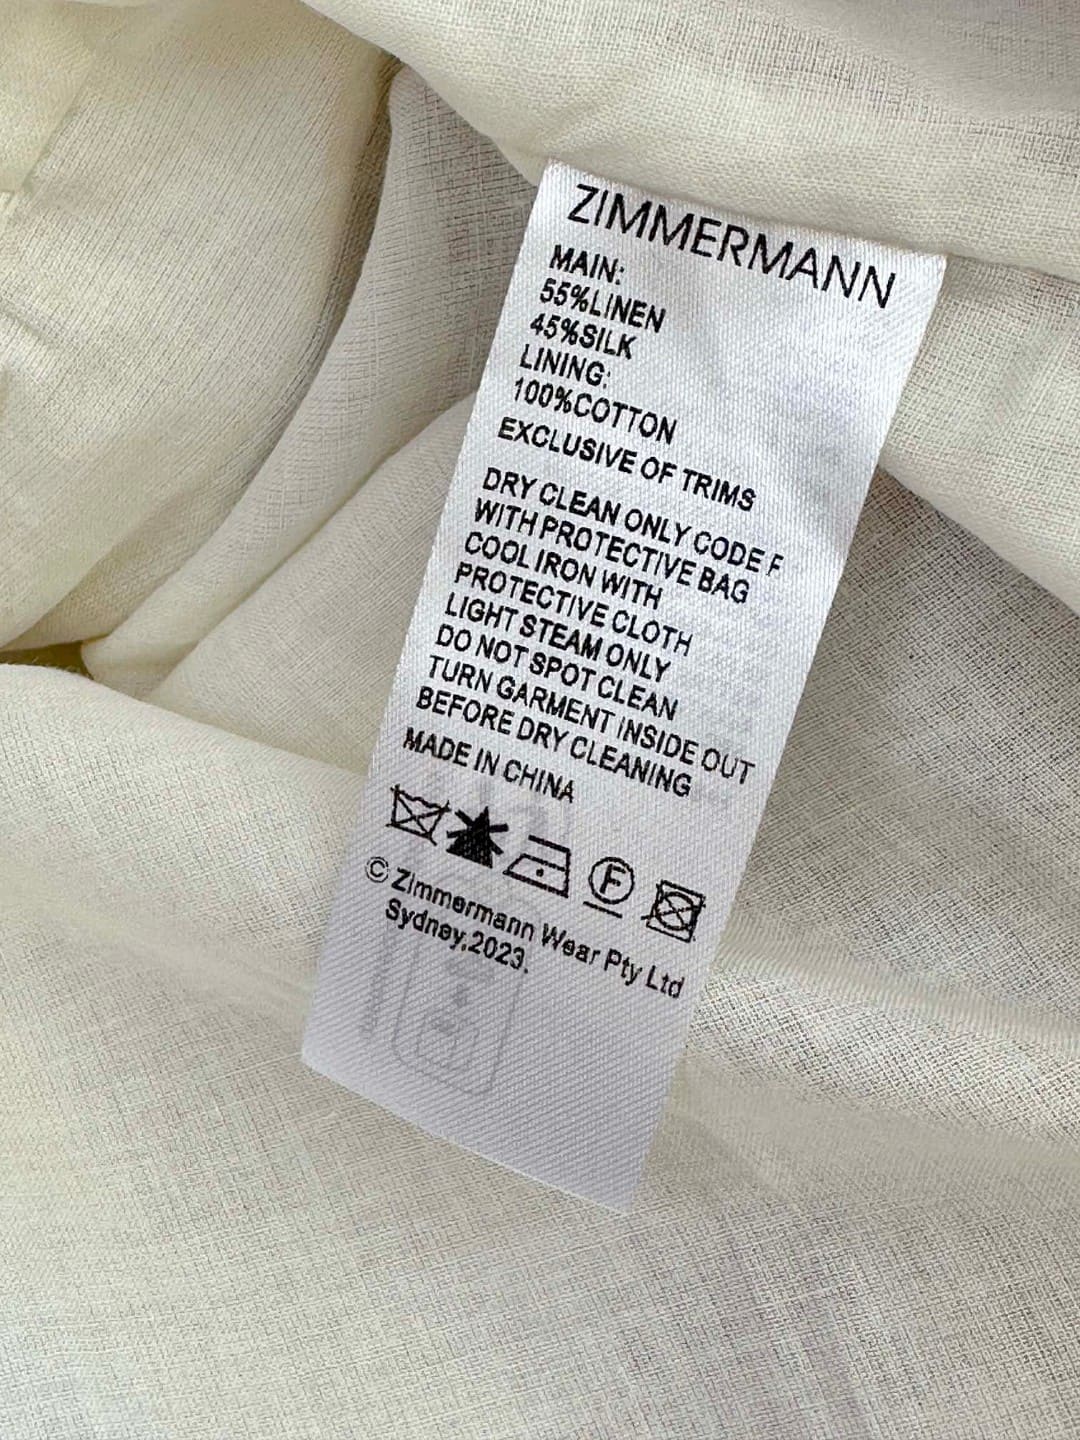 ZIMMERMANN
MAIN:
55%LINEN
45%SILK
LINING:
100%COTTON
EXCLUSIVE OF TRIMS
DRY CLEAN ONLY CODE F
WITH PROTECTIVE BAG
COOL IRON WITH
PROTECTIVE CLOTH
LIGHT STEAM ONLY
DO NOT SPOT CLEAN
TURN GARMENT INSIDE OUT
BEFORE DRY CLEANING
MADE IN CHINA
F
© Zimmermann Wear Pty Ltd
Sydney,2023.